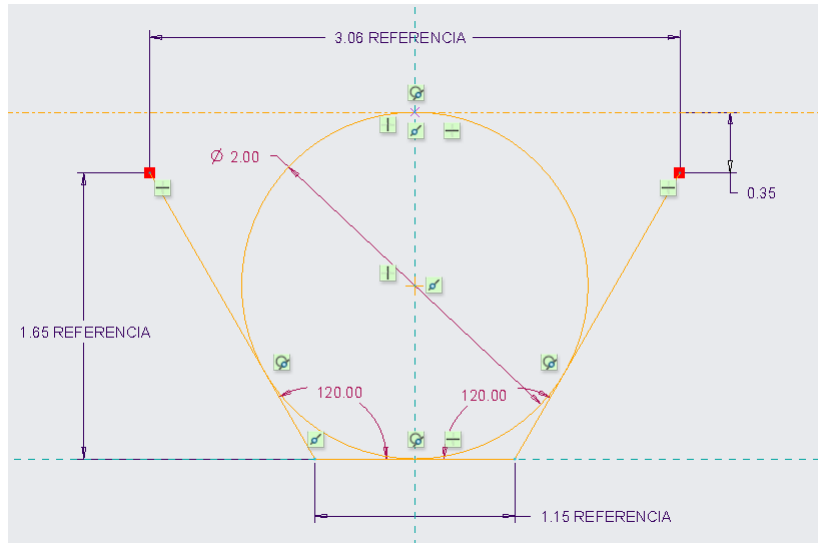 3.06 REFERENCIA
Ø 2.00
0.35
1.65 REFERENCIA
120.00
120.00
1.15 REFERENCIA